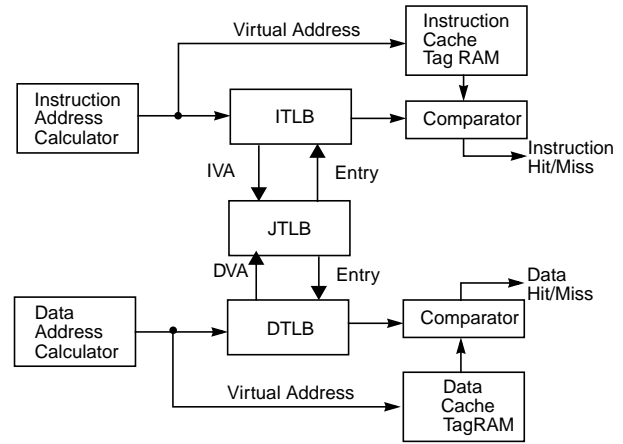 Virtual Address
Instruction
Cache
Tag RAM
Instruction
Address
Calculator
ITLB
Comparator
Instruction
Hit/Miss
IVA
Entry
JTLB
DVA
Entry
Data
Hit/Miss
Data
Address
Calculator
DTLB
Comparator
Virtual Address
Data
Cache
TagRAM